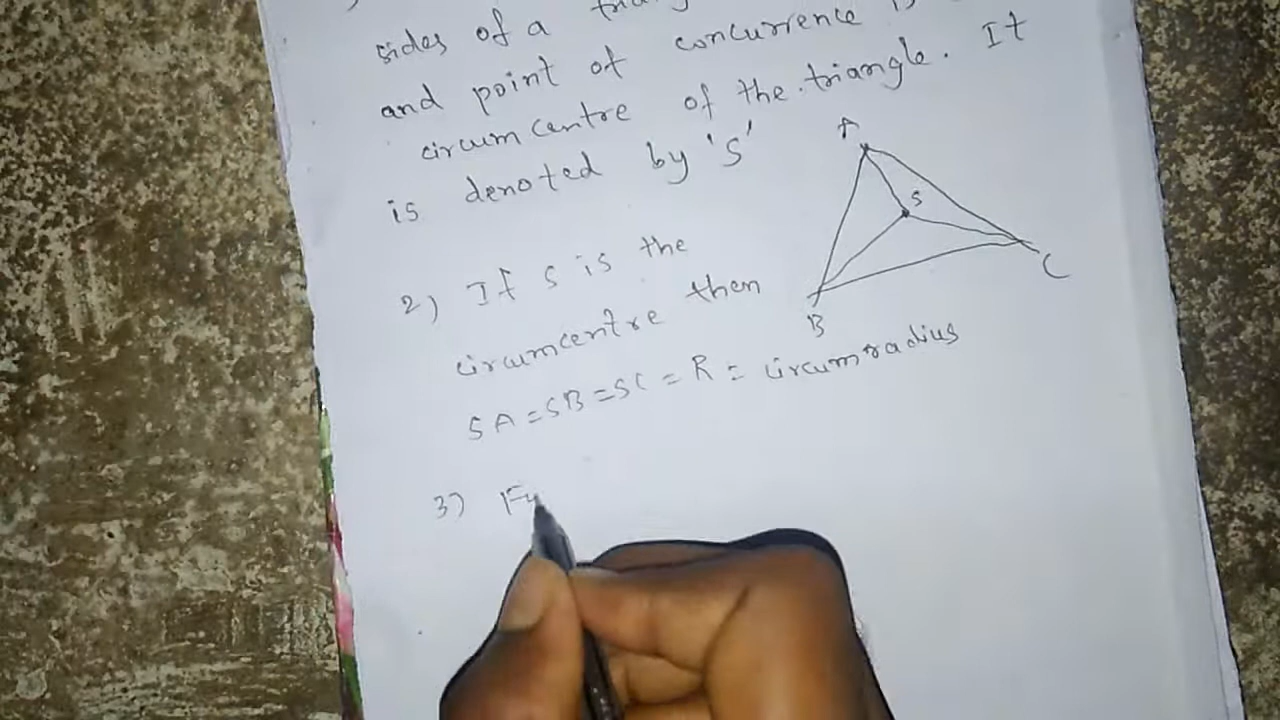 sides of a
and point of concurrence
circumcentre of the triangle. It
is denoted by 'S'
2) If S is the
circumcentre then
SA = SB = SC = R = circumradius
3)
A
S
B
C